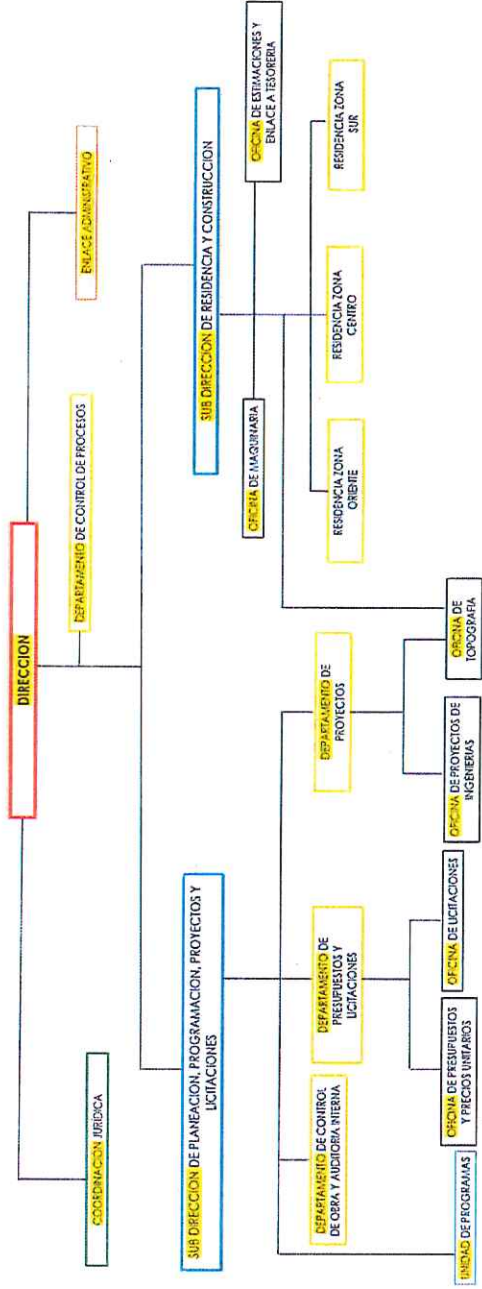 DIRECCION
COORDINACION JURÍDICA
ENLACE ADMINISTRATIVO
DEPARTAMENTO DE CONTROL DE PROCESOS
SUB DIRECCION DE PLANEACION, PROGRAMACION, PROYECTOS Y
LICITACIONES
SUB DIRECCION DE RESIDENCIA Y CONSTRUCCION
OFICINA DE MAQUINARIA
OFICINA DE ESTIMACIONES Y
ENLACE A TESORERIA
DEPARTAMENTO DE CONTROL
DE OBRA Y AUDITORIA INTERNA
DEPARTAMENTO DE
PRESUPUESTOS Y
LICITACIONES
DEPARTAMENTO DE
PROYECTOS
RESIDENCIA ZONA
ORIENTE
RESIDENCIA ZONA
CENTRO
RESIDENCIA ZONA
SUR
UNIDAD DE PROGRAMAS
OFICINA DE PRESUPUESTOS
Y PRECIOS UNITARIOS
OFICINA DE LICITACIONES
OFICINA DE PROYECTOS DE
INGENIERIAS
OFICINA DE
TOPOGRAFIA